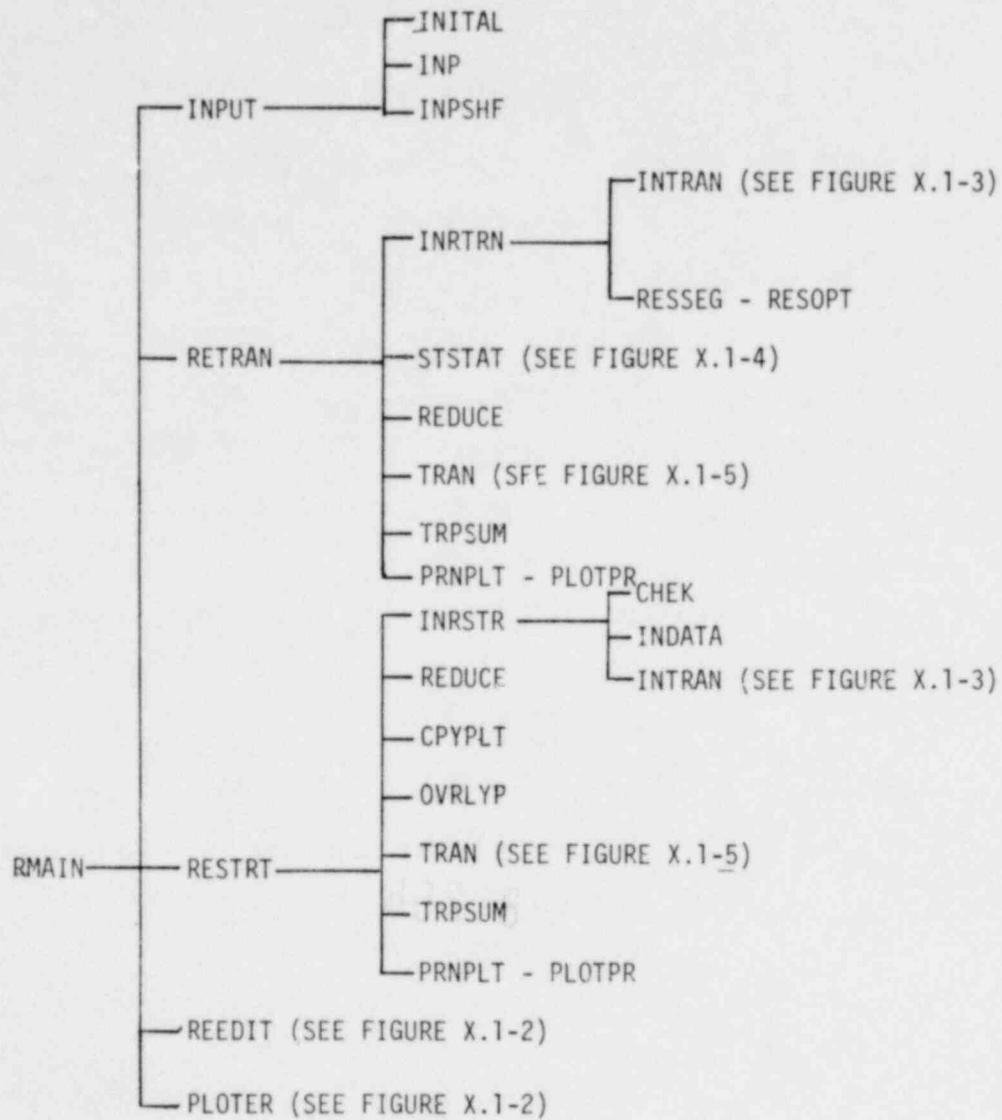 INITAL
INP
INPUT
INPSHF
INTRAN (SEE FIGURE X.1-3)
INRTRN
RESSEG - RESOPT
RETRAN
STSTAT (SEE FIGURE X.1-4)
REDUCE
TRAN (SEE FIGURE X.1-5)
TRPSUM
PRNPLT - PLOTPR
CHEK
INRSTR
INDATA
REDUCE
INTRAN (SEE FIGURE X.1-3)
CPYPLT
OVRLYP
RMAIN
RESTRT
TRAN (SEE FIGURE X.1-5)
TRPSUM
PRNPLT - PLOTPR
REEDIT (SEE FIGURE X.1-2)
PLOTER (SEE FIGURE X.1-2)